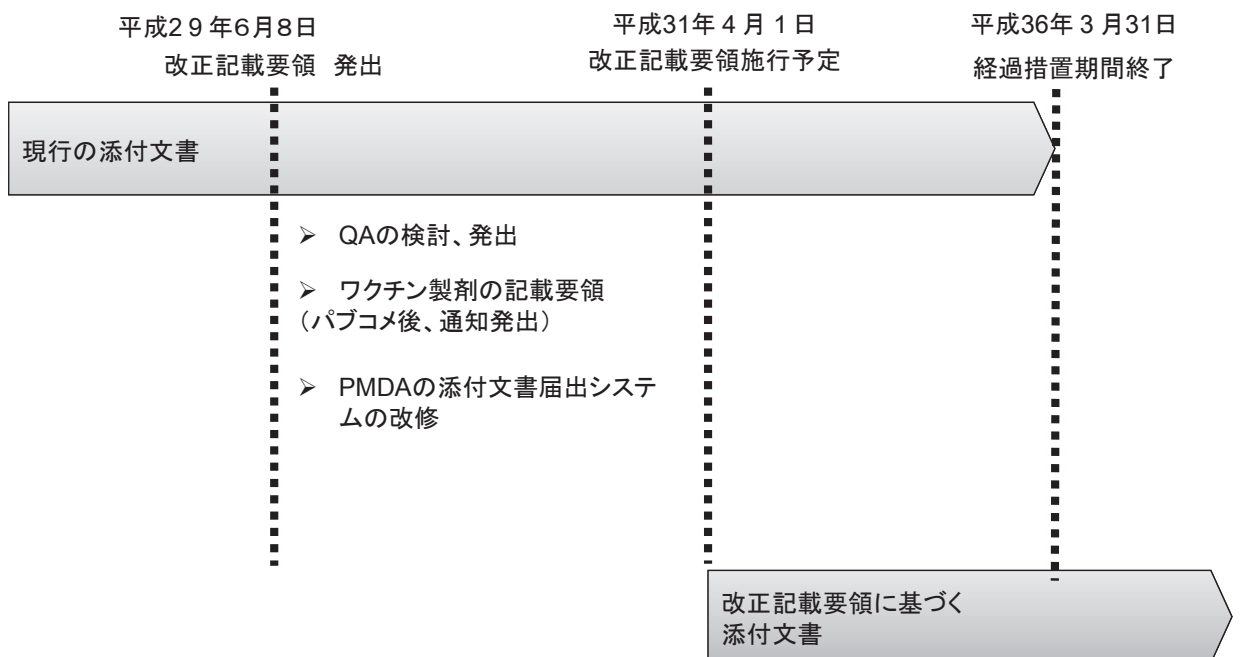 平成29年6月8日
改正記載要領 発出
平成31年4月1日
改正記載要領施行予定
平成36年3月31日
経過措置期間終了
現行の添付文書
➢ QAの検討、発出
➢ ワクチン製剤の記載要領
（パブコメ後、通知発出）
➢ PMDAの添付文書届出システ
ムの改修
改正記載要領に基づく
添付文書